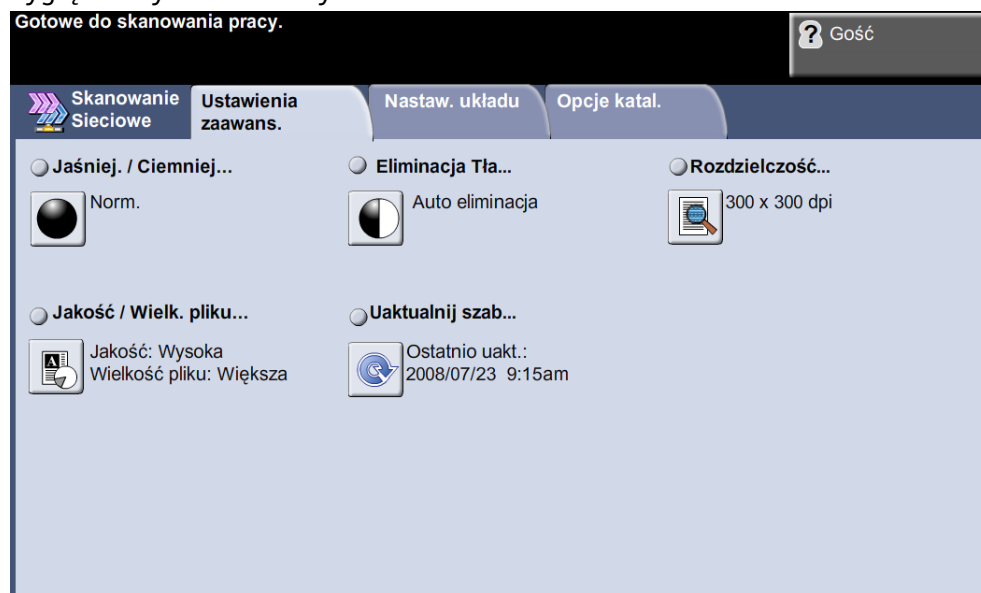 Gotowe do skanowania pracy.
? Gość
Skanowanie
Sieciowe
Ustawienia
zaawans.
Nastaw. układu
Opcje katal.
Jaśniej. / Ciemniej...
Eliminacja Tła...
Rozdzielczość...
Norm.
Auto eliminacja
300 x 300 dpi
Jakość / Wielk. pliku...
Uaktualnij szab...
A
Jakość: Wysoka
Wielkość pliku: Większa
Ostatnio uakt.:
2008/07/23 9:15am